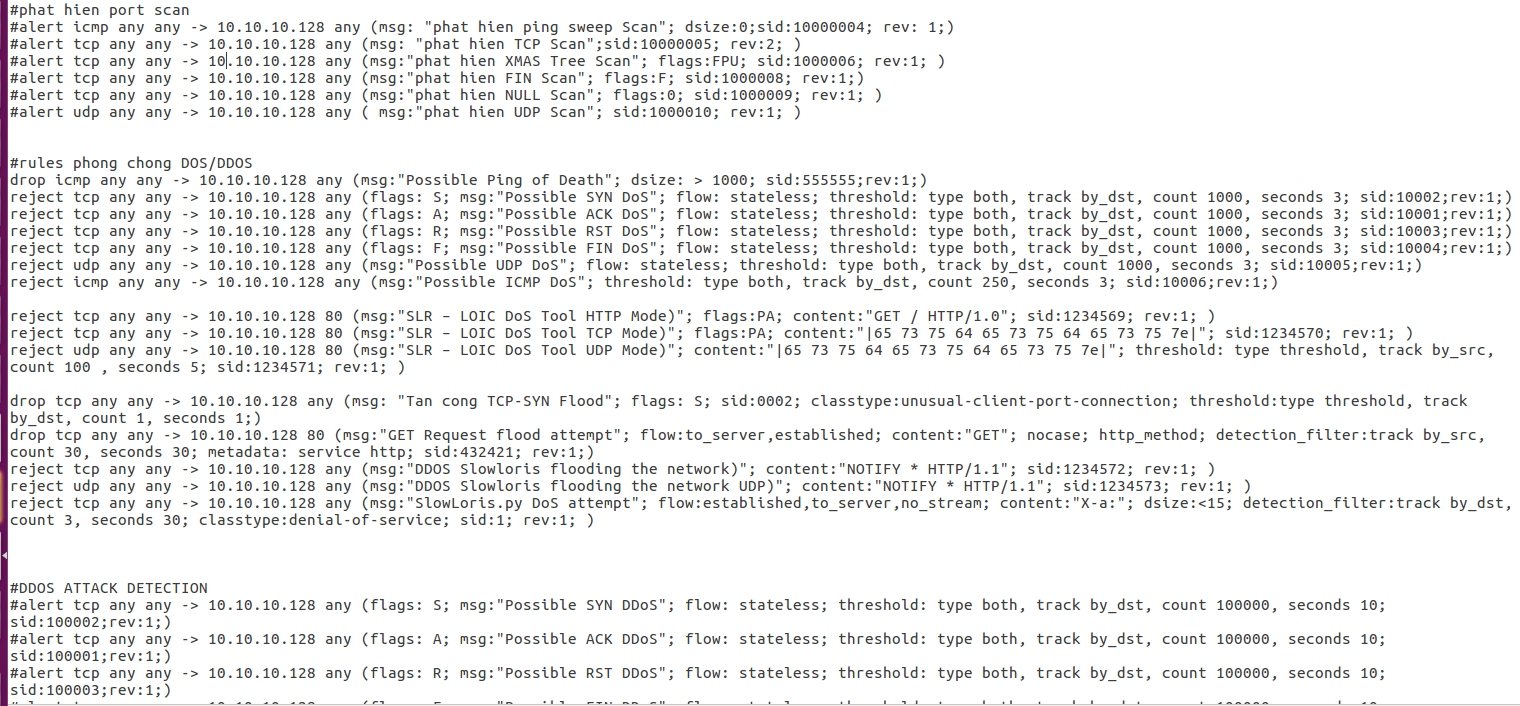 #phat hien port scan
#alert icmp any any -> 10.10.10.128 any (msg: "phat hien ping sweep Scan"; dsize:0;sid:10000004; rev: 1;)
#alert tcp any any -> 10.10.10.128 any (msg: "phat hien TCP Scan";sid:10000005; rev:2; )
#alert tcp any any -> 10.10.10.128 any (msg:"phat hien XMAS Tree Scan"; flags:FPU; sid:1000006; rev:1; )
#alert tcp any any -> 10.10.10.128 any (msg:"phat hien FIN Scan"; flags:F; sid:1000008; rev:1;)
#alert tcp any any -> 10.10.10.128 any (msg:"phat hien NULL Scan"; flags:0; sid:1000009; rev:1; )
#alert udp any any -> 10.10.10.128 any ( msg:"phat hien UDP Scan"; sid:1000010; rev:1; )
#rules phong chong DOS/DDOS
drop icmp any any -> 10.10.10.128 any (msg:"Possible Ping of Death"; dsize: > 1000; sid:555555;rev:1;)
reject tcp any any -> 10.10.10.128 any (flags: S; msg:"Possible SYN DoS"; flow: stateless; threshold: type both, track by_dst, count 1000, seconds 3; sid:10002;rev:1;)
reject tcp any any -> 10.10.10.128 any (flags: A; msg:"Possible ACK DoS"; flow: stateless; threshold: type both, track by_dst, count 1000, seconds 3; sid:10001;rev:1;)
reject tcp any any -> 10.10.10.128 any (flags: R; msg:"Possible RST DoS"; flow: stateless; threshold: type both, track by_dst, count 1000, seconds 3; sid:10003;rev:1;)
reject tcp any any -> 10.10.10.128 any (flags: F; msg:"Possible FIN DoS"; flow: stateless; threshold: type both, track by_dst, count 1000, seconds 3; sid:10004;rev:1;)
reject udp any any -> 10.10.10.128 any (msg:"Possible UDP DoS"; flow: stateless; threshold: type both, track by_dst, count 1000, seconds 3; sid:10005;rev:1;)
reject icmp any any -> 10.10.10.128 any (msg:"Possible ICMP DoS"; threshold: type both, track by_dst, count 250, seconds 3; sid:10006;rev:1;)
reject tcp any any -> 10.10.10.128 80 (msg:"SLR – LOIC DoS Tool HTTP Mode)"; flags:PA; content:"GET / HTTP/1.0"; sid:1234569; rev:1; )
reject tcp any any -> 10.10.10.128 80 (msg:"SLR – LOIC DoS Tool TCP Mode)"; flags:PA; content:"|65 73 75 64 65 73 75 64 65 73 75 7e|"; sid:1234570; rev:1; )
reject udp any any -> 10.10.10.128 80 (msg:"SLR – LOIC DoS Tool UDP Mode)"; content:"|65 73 75 64 65 73 75 64 65 73 75 7e|"; threshold: type threshold, track by_src,
count 100 , seconds 5; sid:1234571; rev:1; )
drop tcp any any -> 10.10.10.128 any (msg: "Tan cong TCP-SYN Flood"; flags: S; sid:0002; classtype:unusual-client-port-connection; threshold:type threshold, track
by_dst, count 1, seconds 1;)
drop tcp any any -> 10.10.10.128 80 (msg:"GET Request flood attempt"; flow:to_server,established; content:"GET"; nocase; http_method; detection_filter:track by_src,
count 30, seconds 30; metadata: service http; sid:432421; rev:1;)
reject tcp any any -> 10.10.10.128 any (msg:"DDOS Slowloris flooding the network)"; content:"NOTIFY * HTTP/1.1"; sid:1234572; rev:1; )
reject udp any any -> 10.10.10.128 any (msg:"DDOS Slowloris flooding the network UDP)"; content:"NOTIFY * HTTP/1.1"; sid:1234573; rev:1; )
reject tcp any any -> 10.10.10.128 any (msg:"SlowLoris.py DoS attempt"; flow:established,to_server,no_stream; content:"X-a:"; dsize:<15; detection_filter:track by_dst,
count 3, seconds 30; classtype:denial-of-service; sid:1; rev:1; )
#DDOS ATTACK DETECTION
#alert tcp any any -> 10.10.10.128 any (flags: S; msg:"Possible SYN DDoS"; flow: stateless; threshold: type both, track by_dst, count 100000, seconds 10;
sid:100002;rev:1;)
#alert tcp any any -> 10.10.10.128 any (flags: A; msg:"Possible ACK DDoS"; flow: stateless; threshold: type both, track by_dst, count 100000, seconds 10;
sid:100001;rev:1;)
#alert tcp any any -> 10.10.10.128 any (flags: R; msg:"Possible RST DDoS"; flow: stateless; threshold: type both, track by_dst, count 100000, seconds 10;
sid:100003;rev:1;)